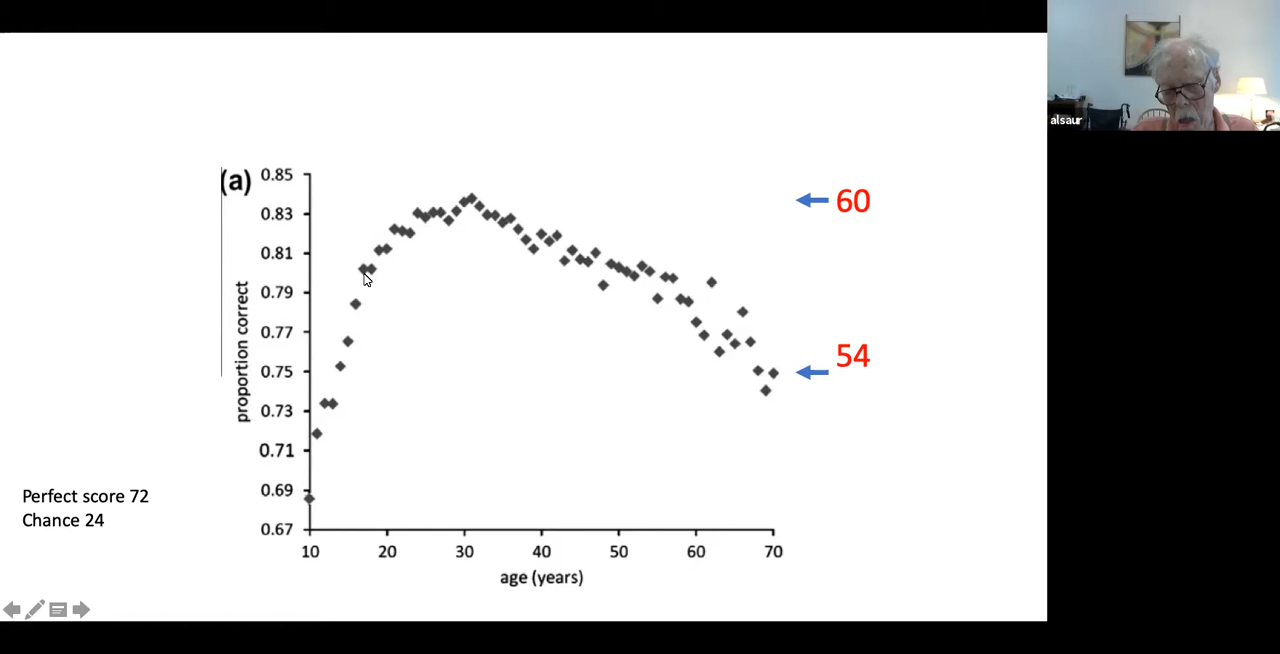 alsaur
(a)
0.85
0.83
0.81
0.79
0.77
0.75
0.73
0.71
0.69
0.67
proportion correct
10 20 30 40 50 60 70
age (years)
60
54
Perfect score 72
Chance 24